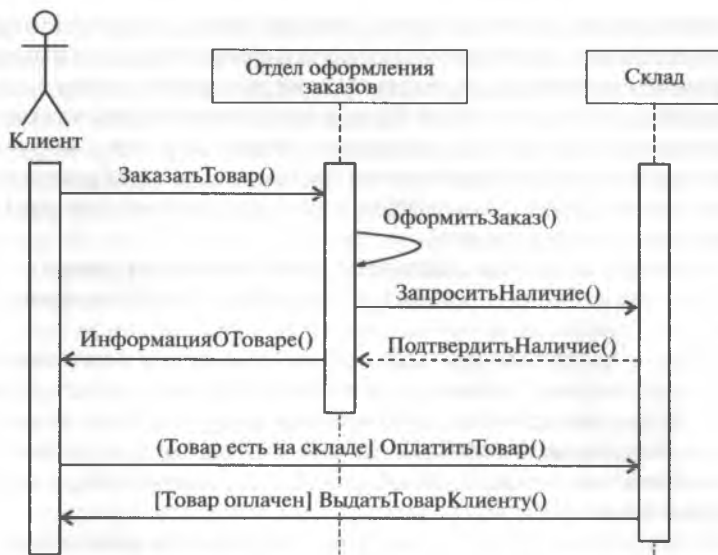 Отдел оформления
заказов
Склад
Клиент
ЗаказатьТовар()
ОформитьЗаказ()
ЗапроситьНаличие()
ИнформацияОТоваре()
ПодтвердитьНаличие()
(Товар есть на складе] ОплатитьТовар()
[Товар оплачен] ВыдатьТоварКлиенту()